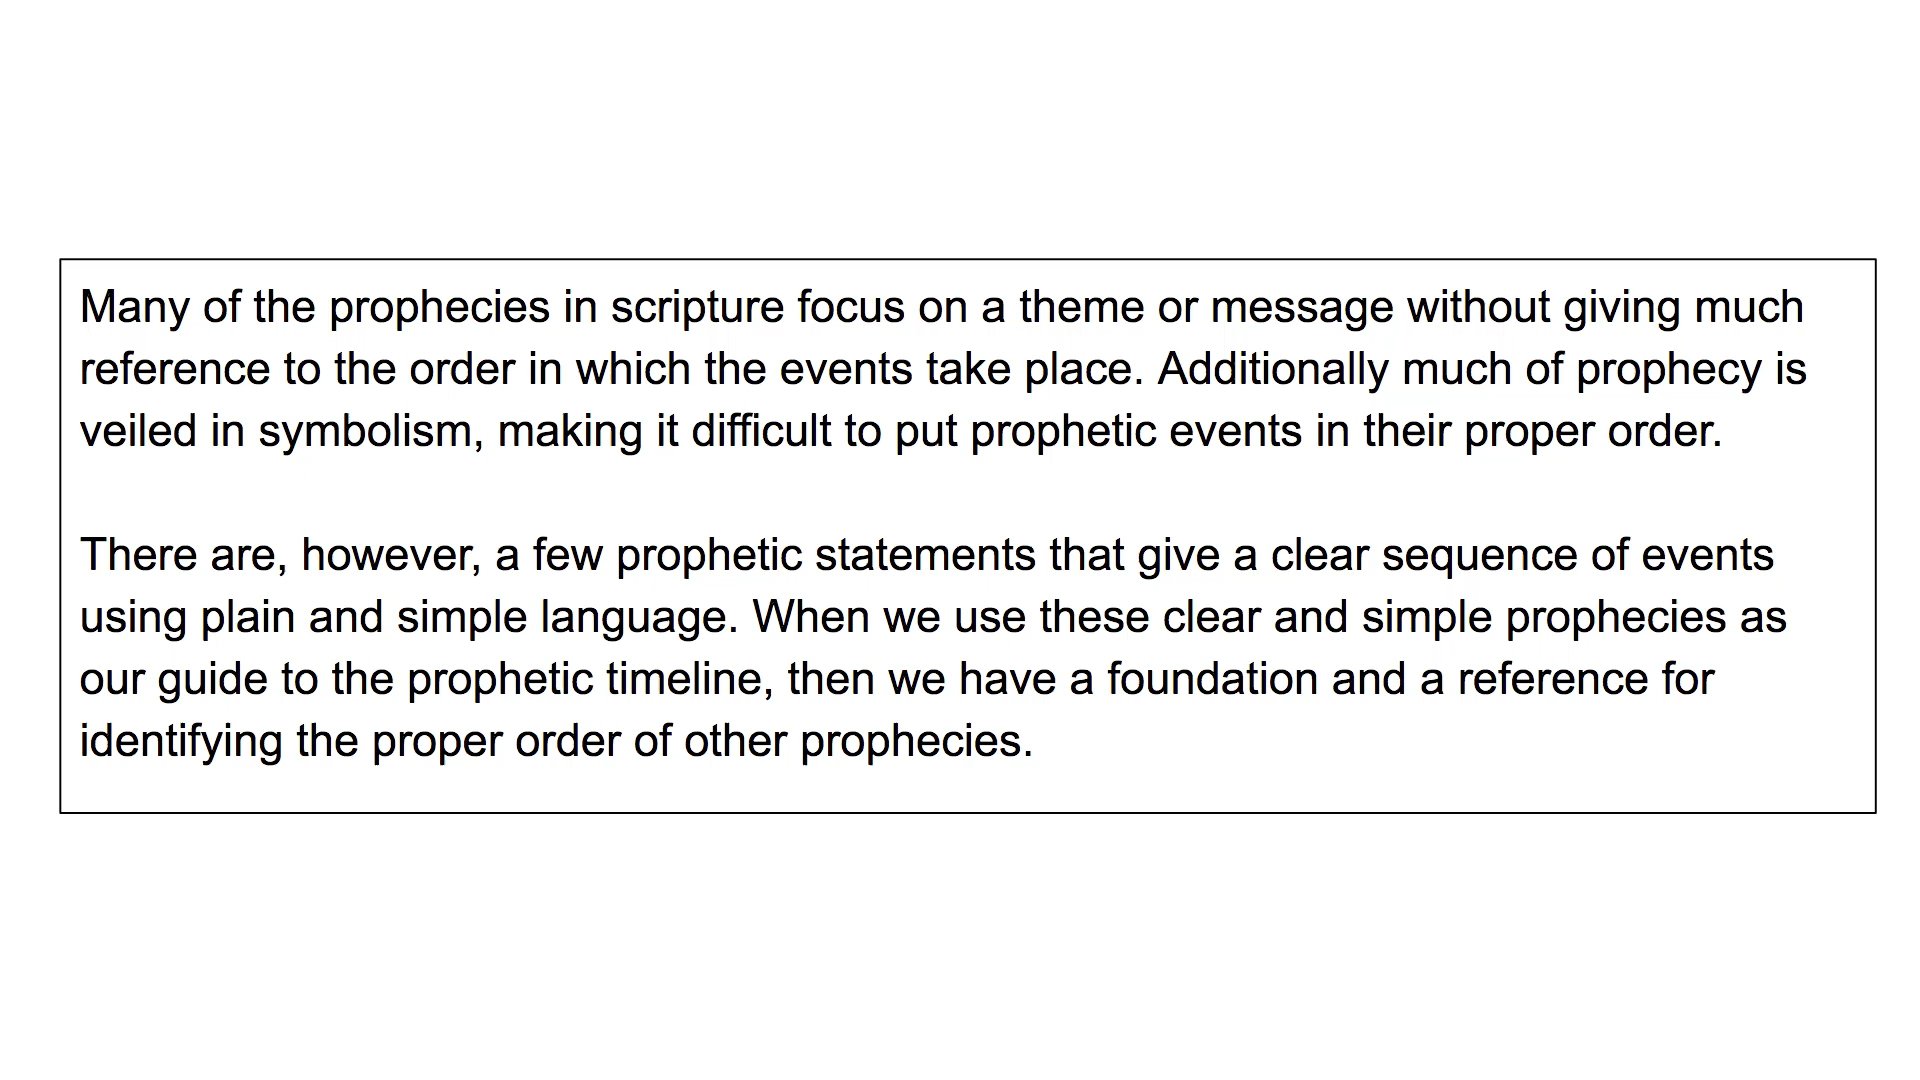 Many of the prophecies in scripture focus on a theme or message without giving much
reference to the order in which the events take place. Additionally much of prophecy is
veiled in symbolism, making it difficult to put prophetic events in their proper order.
There are, however, a few prophetic statements that give a clear sequence of events
using plain and simple language. When we use these clear and simple prophecies as
our guide to the prophetic timeline, then we have a foundation and a reference for
identifying the proper order of other prophecies.